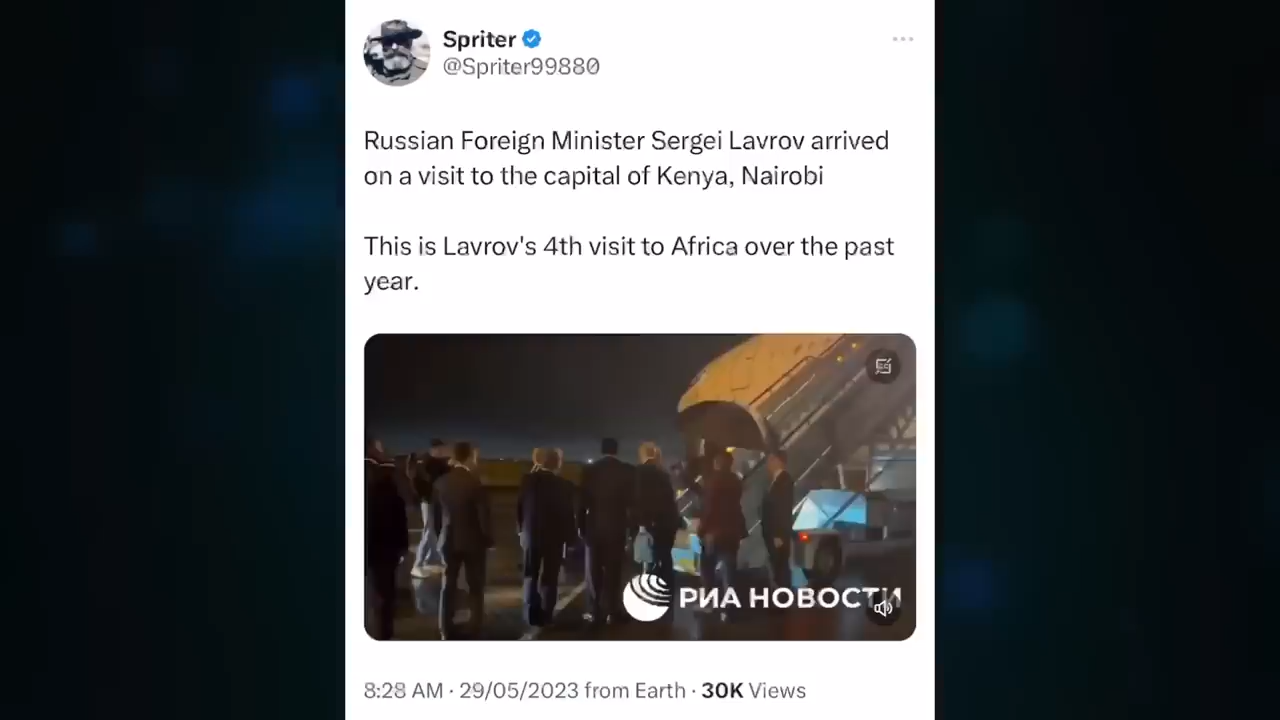 Spriter
@Spriter99880
Russian Foreign Minister Sergei Lavrov arrived
on a visit to the capital of Kenya, Nairobi
This is Lavrov's 4th visit to Africa over the past
year.
РИА НОВОСТИ
8:28 AM · 29/05/2023 from Earth · 30K Views